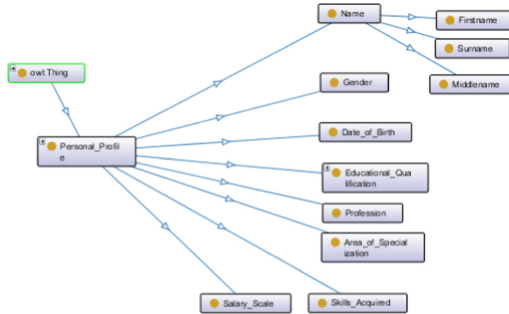 Name
Firstname
Surname
Middlename
owl:Thing
Gender
Date_of_Birth
Personal_Profil
e
Educational_Qua
lification
Profession
Area_of_Special
ization
Salary_Scale
Skills_Acquired